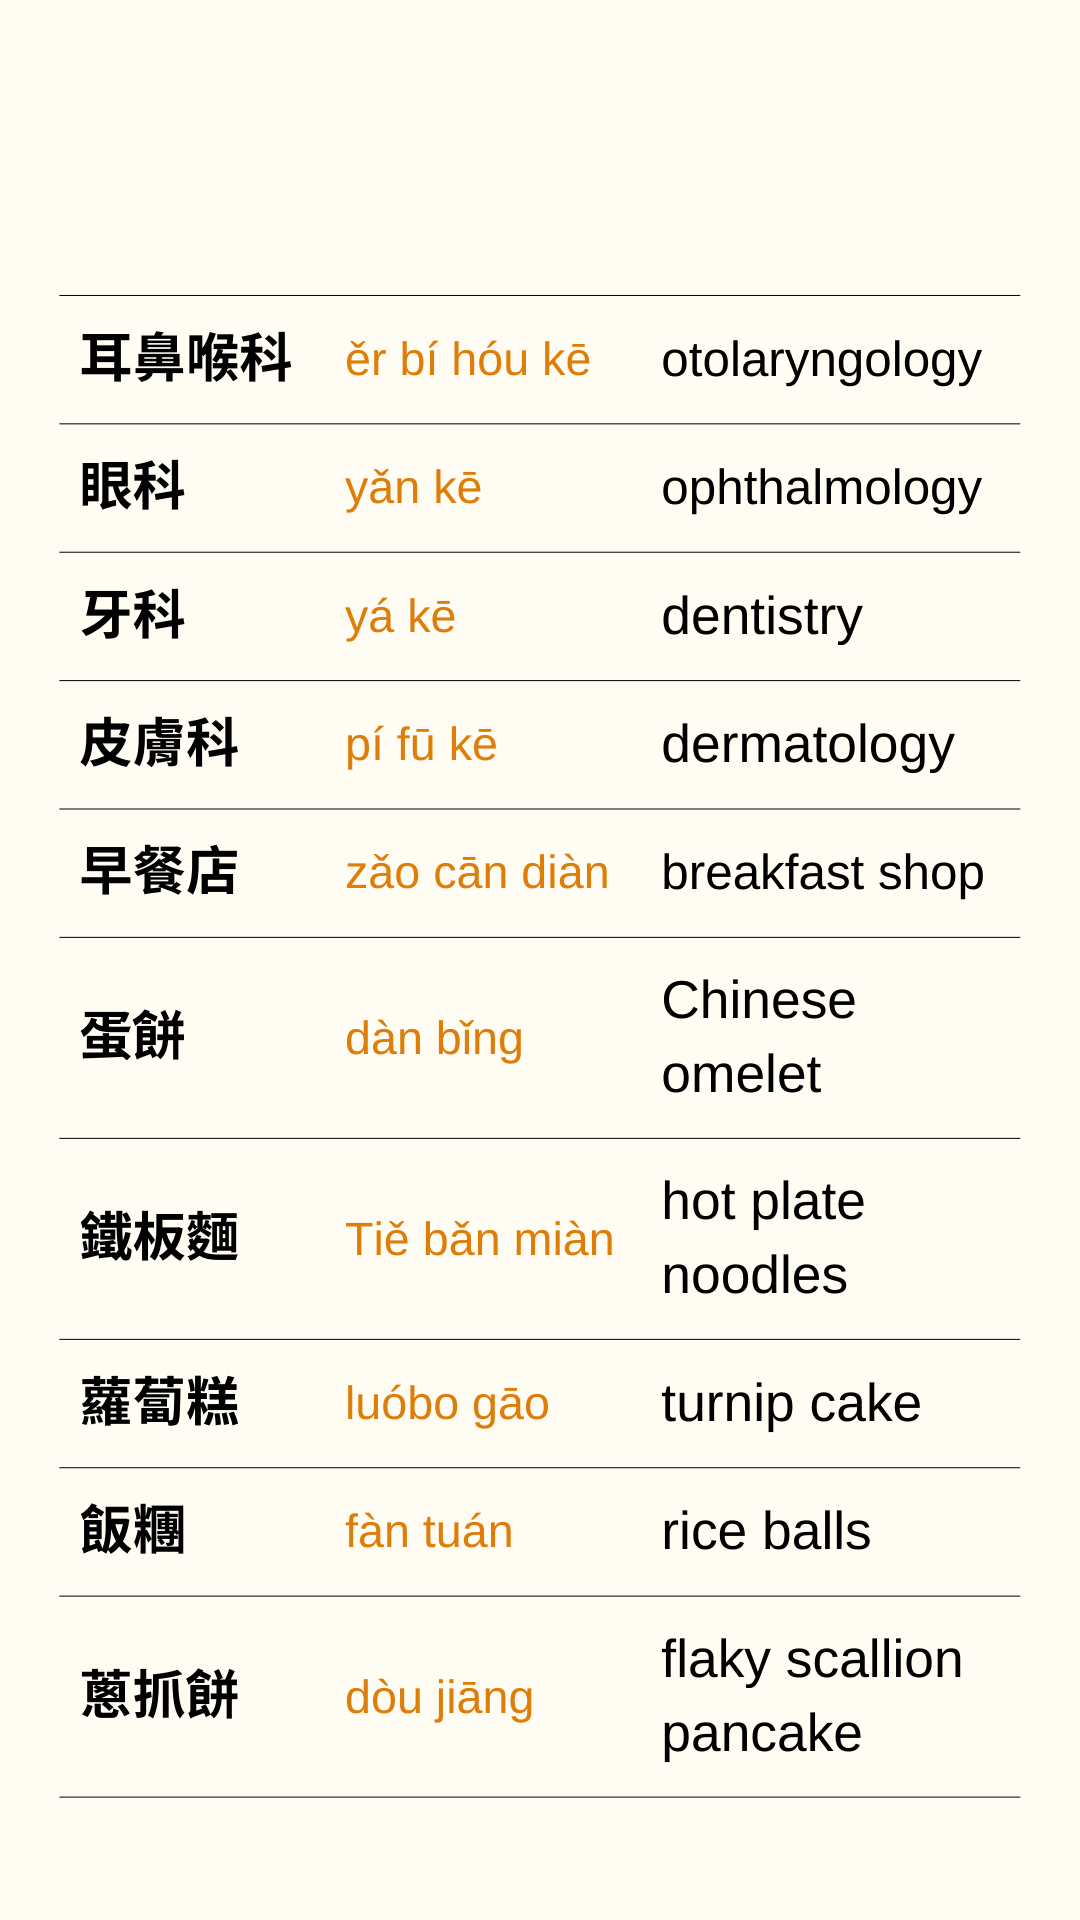 耳鼻喉科 ěr bí hóu kē otolaryngology
眼科 yǎn kē ophthalmology
牙科 yá kē dentistry
皮膚科 pí fū kē dermatology
早餐店 zǎo cān diàn breakfast shop
蛋餅 dàn bǐng Chinese
omelet
鐵板麵 Tiě bǎn miàn hot plate
noodles
蘿蔔糕 luóbo gāo turnip cake
飯糰 fàn tuán rice balls
蔥抓餅 dòu jiāng flaky scallion
pancake